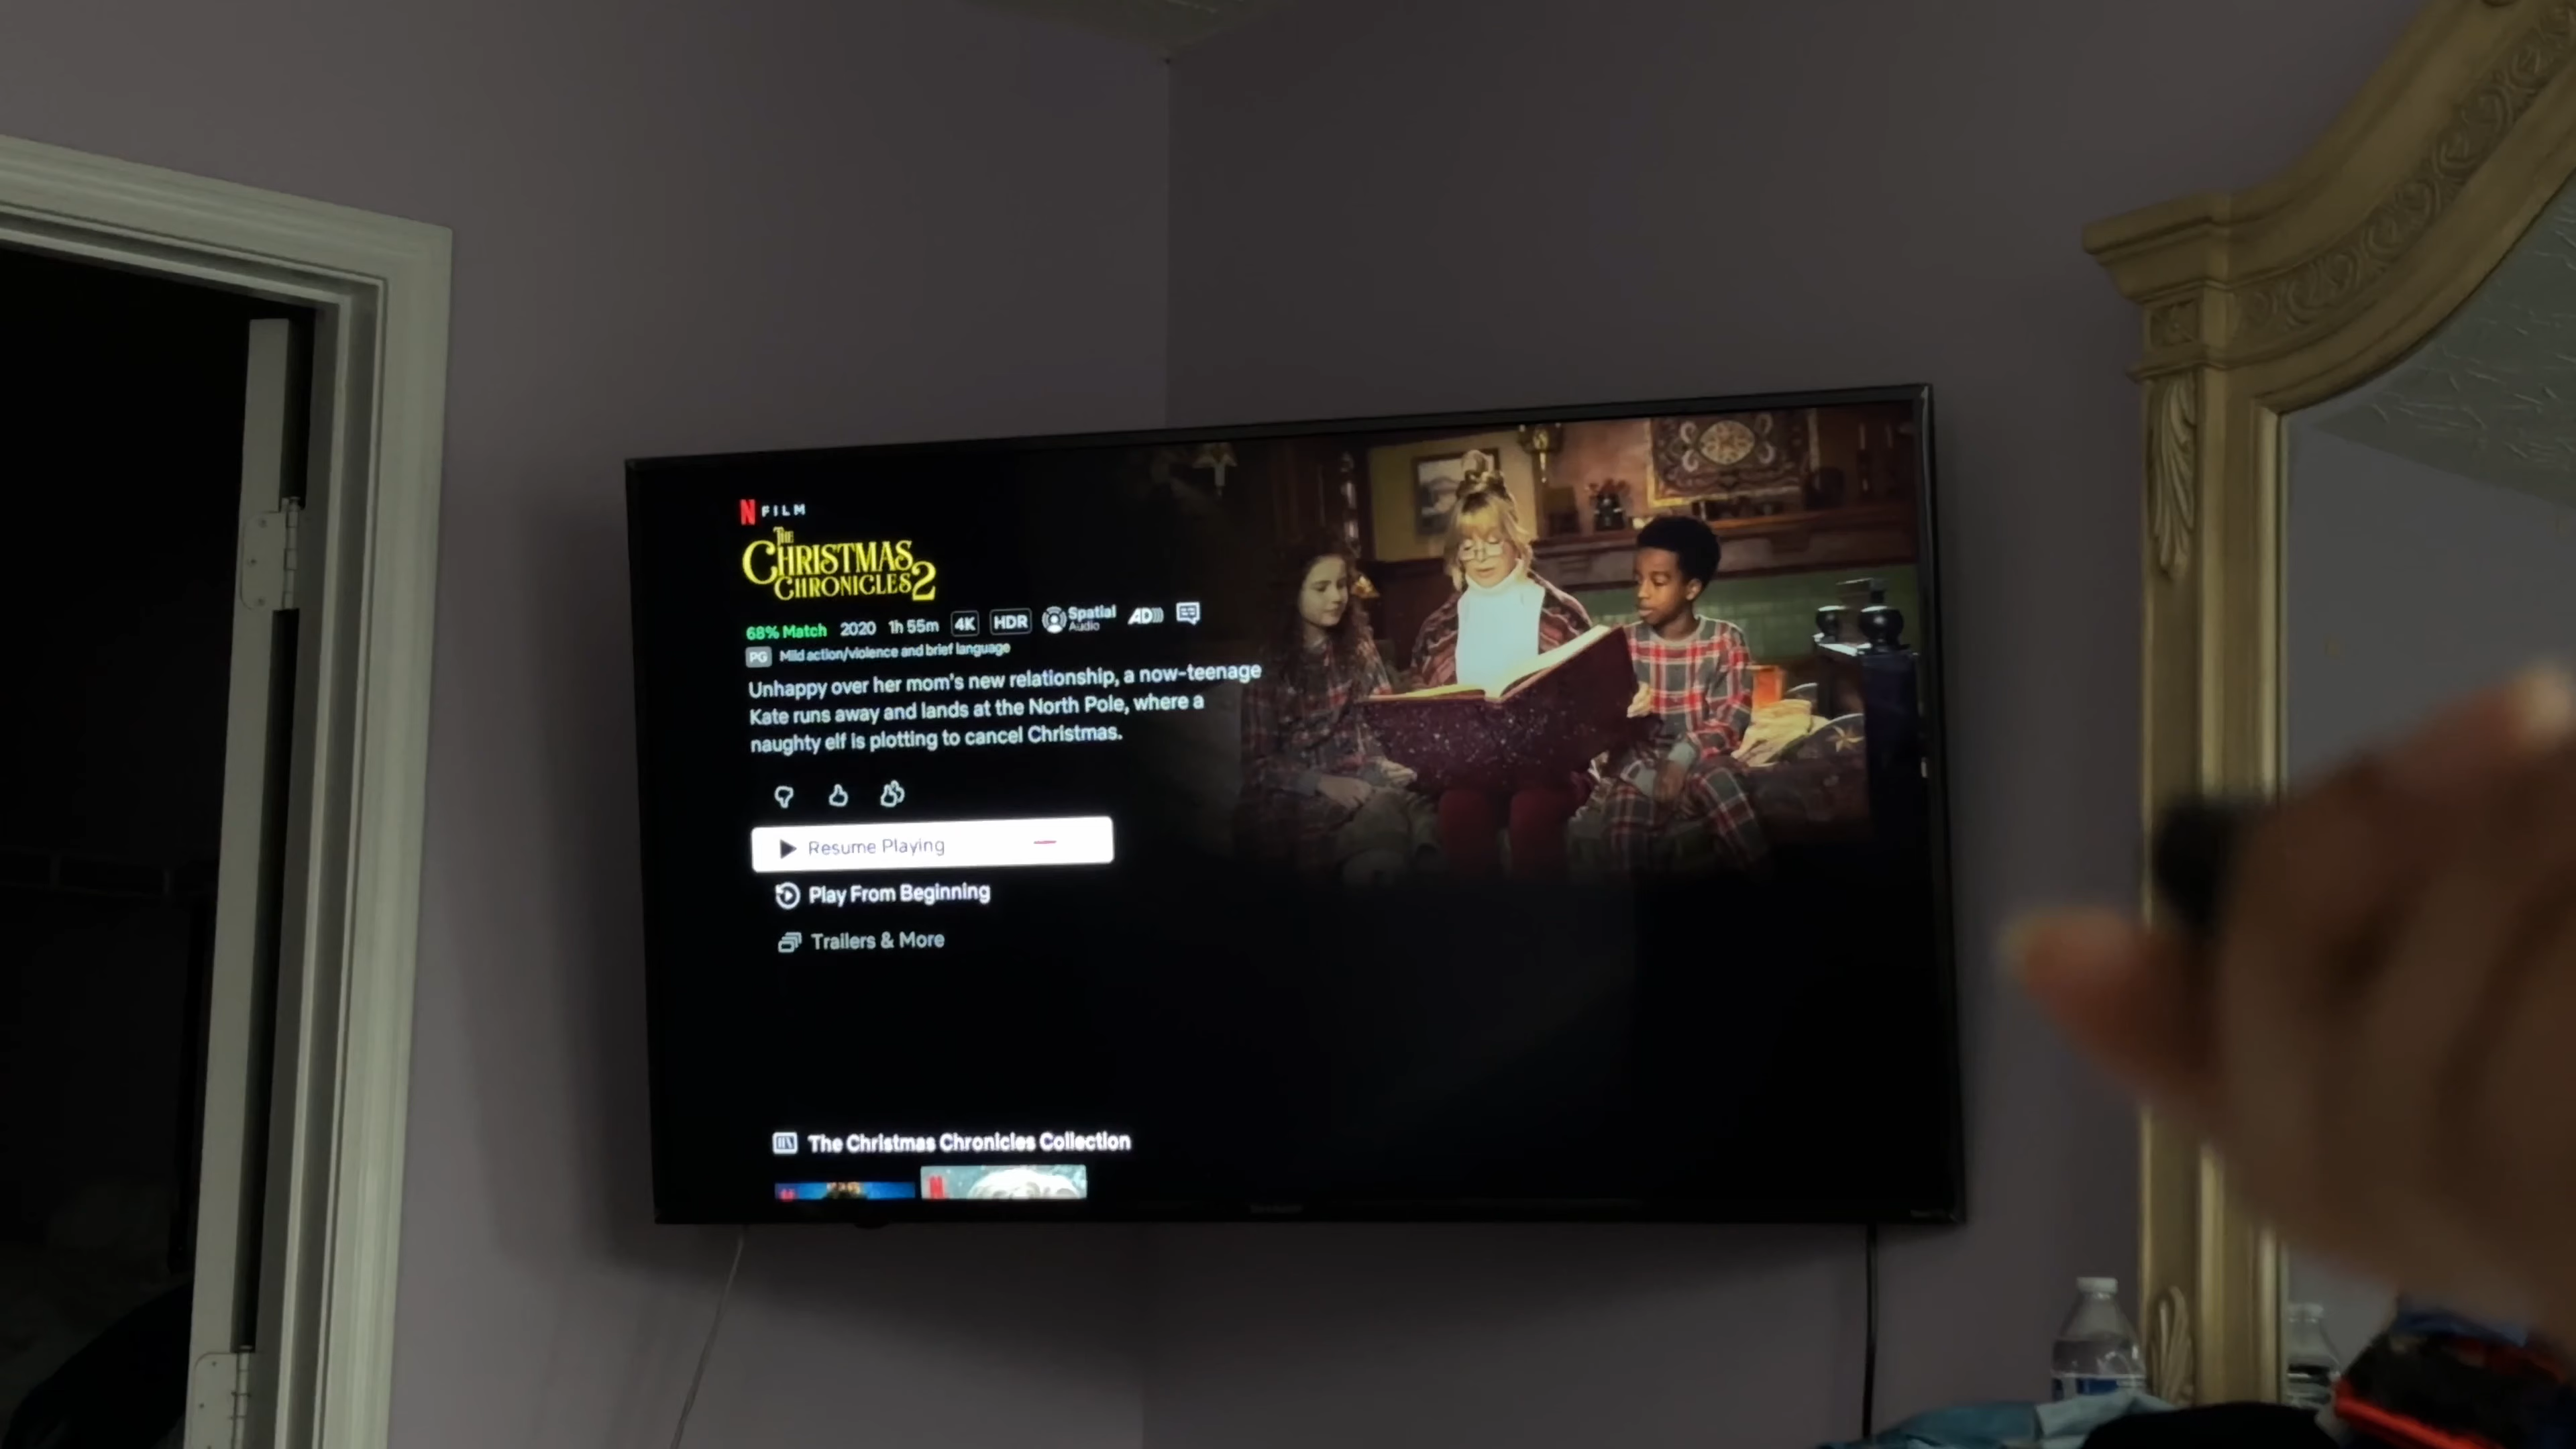 N FILM
THE
CHRISTMAS
CHRONICLES 2
68% Match 2020 1h 55m 4K HDR Spatial Audio AD
PG Mild action/violence and brief language
Unhappy over her mom's new relationship, a now-teenage
Kate runs away and lands at the North Pole, where a
naughty elf is plotting to cancel Christmas.
Resume Playing
Play From Beginning
Trailers & More
The Christmas Chronicles Collection
N
N